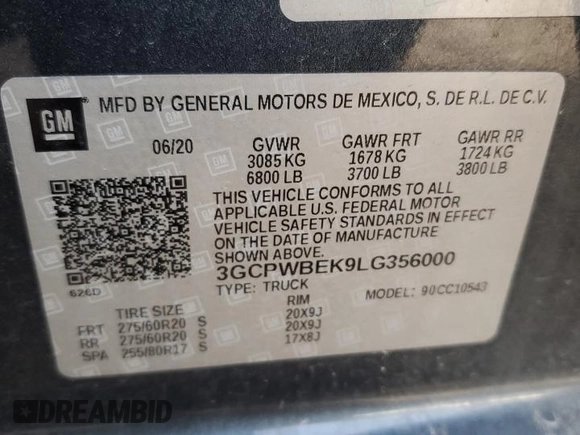 GM
MFD BY GENERAL MOTORS DE MEXICO, S. DE R.L. DE C.V.
06/20 GVWR GAWR FRT GAWR RR
3085 KG 1678 KG 1724 KG
6800 LB 3700 LB 3800 LB
THIS VEHICLE CONFORMS TO ALL
APPLICABLE U.S. FEDERAL MOTOR
VEHICLE SAFETY STANDARDS IN EFFECT
ON THE DATE OF MANUFACTURE
SHOWN ABOVE.
626D 3GCPWBEK9LG356000
TYPE: TRUCK MODEL: 90CC10543
TIRE SIZE RIM
FRT 275/60R20 S 20X9J
RR 275/60R20 S 20X9J
SPA 255/80R17 S 17X8J
DREAMBID